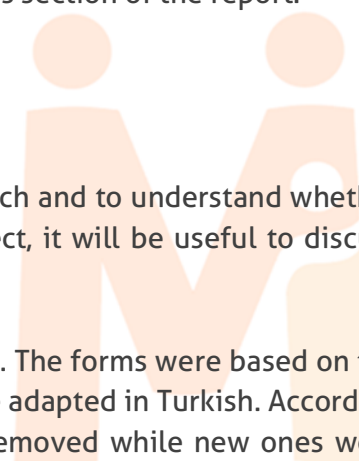 section of the report.
ch and to understand wheth
ect, it will be useful to disc
. The forms were based on
adapted in Turkish. Accord
emoved while new ones we